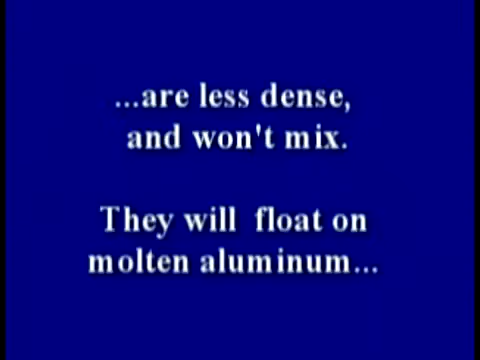 ...are less dense,
and won't mix.
They will float on
molten aluminum...